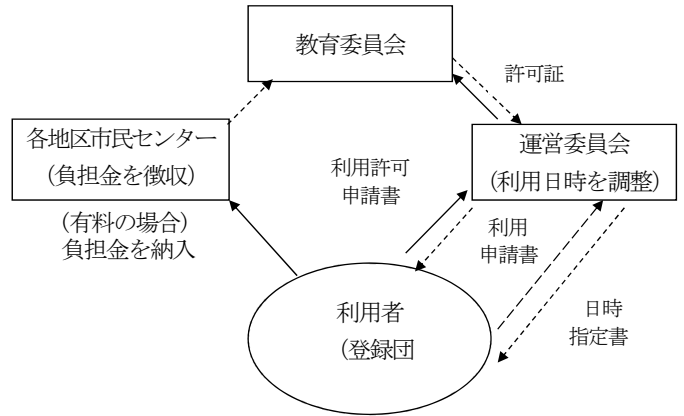 教育委員会
許可証
各地区市民センター
(負担金を徴収)
運営委員会
(利用日時を調整)
利用許可
申請書
(有料の場合)
負担金を納入
利用
申請書
利用者
(登録団
日時
指定書